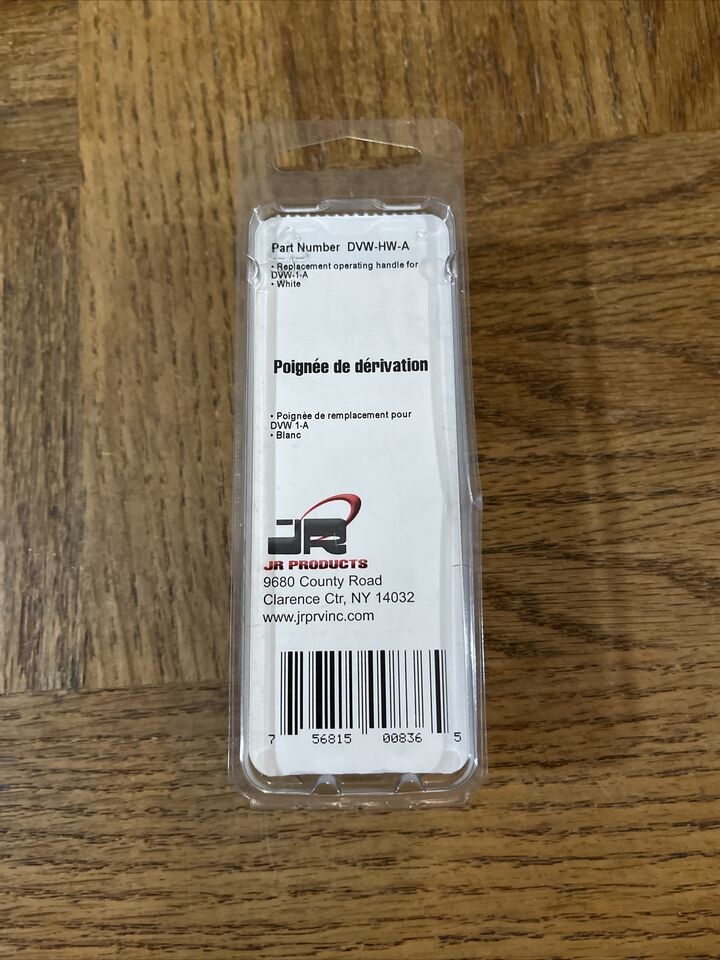 Part Number DVW-HW-A
• Replacement operating handle for
DVW-1-A
• White
Poignée de dérivation
• Poignée de remplacement pour
DVW 1-A
• Blanc
JR
JR PRODUCTS
9680 County Road
Clarence Ctr, NY 14032
www.jrprvinc.com
7 56815 00836 5